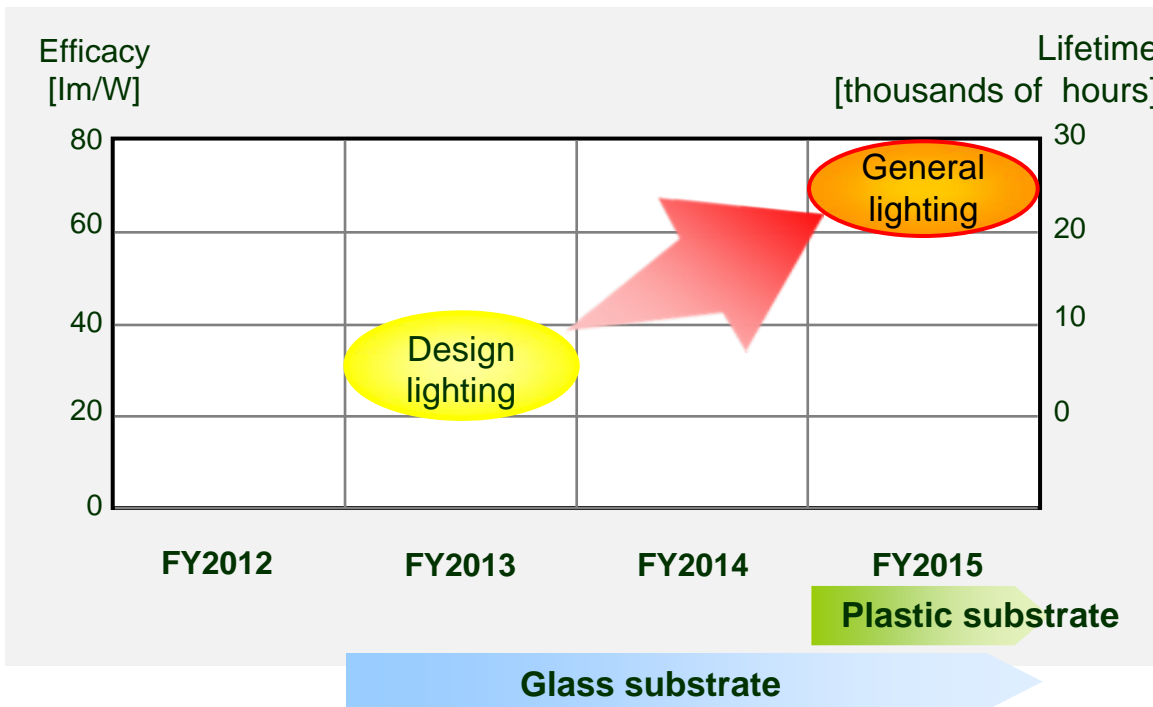 Efficacy
[lm/W]
Lifetime
[thousands of hours]
80
60
40
20
0
30
20
10
0
General
lighting
Design
lighting
FY2012 FY2013 FY2014 FY2015
Plastic substrate
Glass substrate